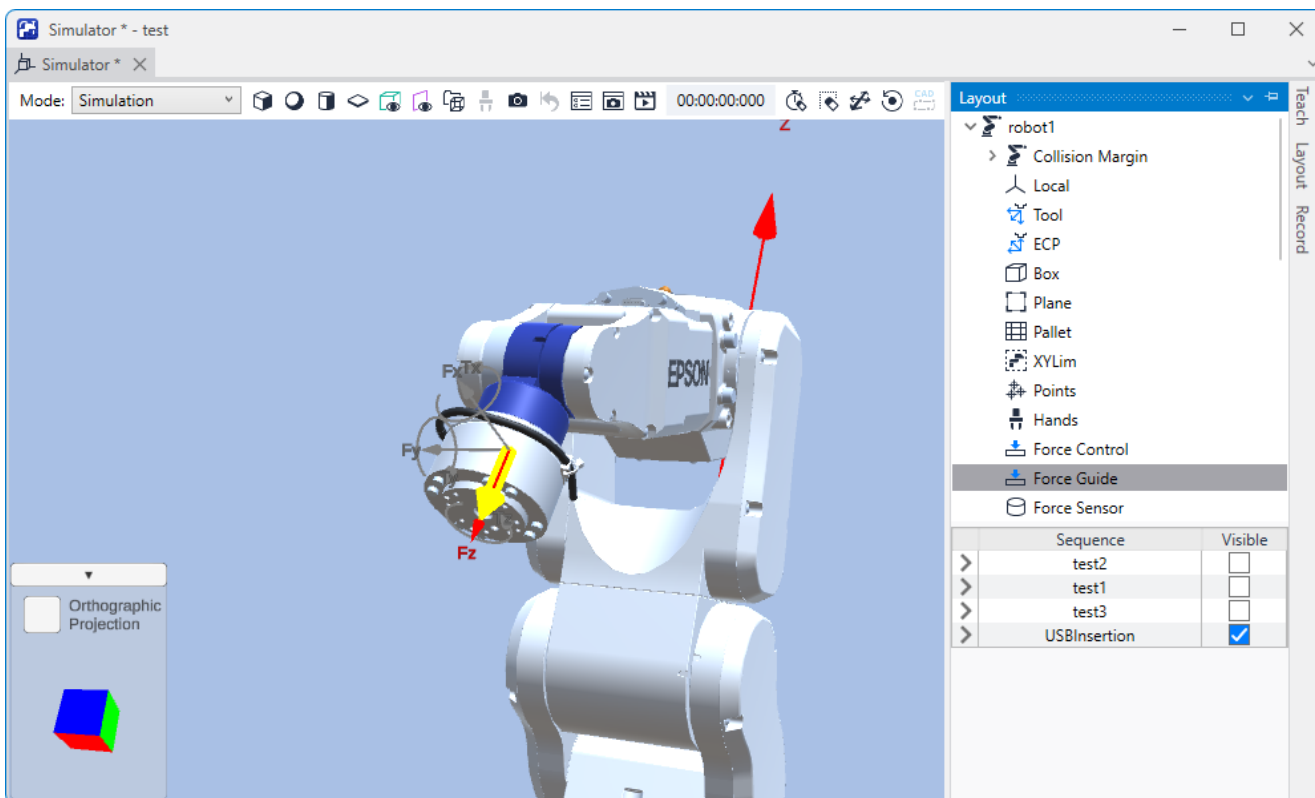 Simulator * - test
Simulator *
Mode: Simulation 00:00:00:000 CAD
Layout
Teach
Layout
Record
robot1
Collision Margin
Local
Tool
ECP
Box
Plane
Pallet
XYLim
Points
Hands
Force Control
Force Guide
Force Sensor
Sequence Visible
test2
test1
test3
USBInsertion
Z
EPSON
Fx Tx
Fy
Fz
Orthographic
Projection